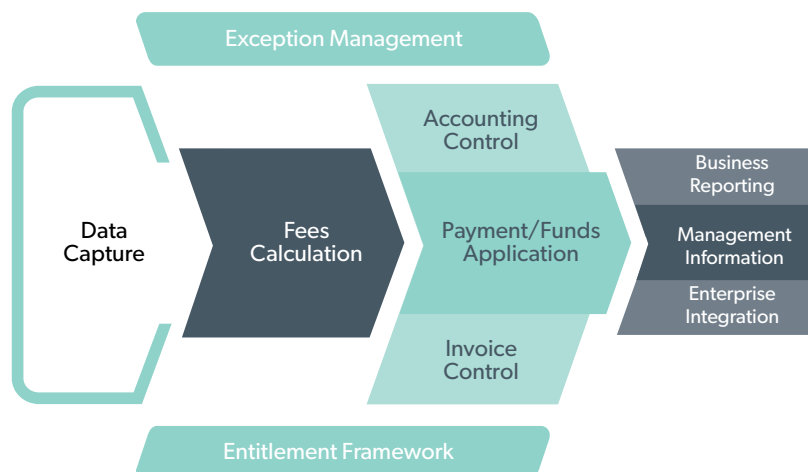 Exception Management
Data
Capture
Fees
Calculation
Accounting
Control
Payment/Funds
Application
Invoice
Control
Business
Reporting
Management
Information
Enterprise
Integration
Entitlement Framework